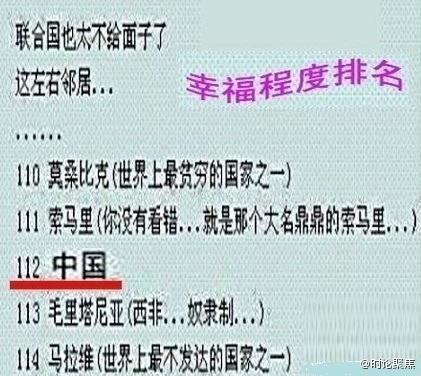 联合国也太不给面子了
这左右邻居...
幸福程度排名
......
110 莫桑比克(世界上最贫穷的国家之一)
111 索马里(你没有看错...就是那个大名鼎鼎的索马里...)
112 中国
113 毛里塔尼亚(西非...奴隶制...)
114 马拉维(世界上最不发达的国家之一)
@时论聚焦